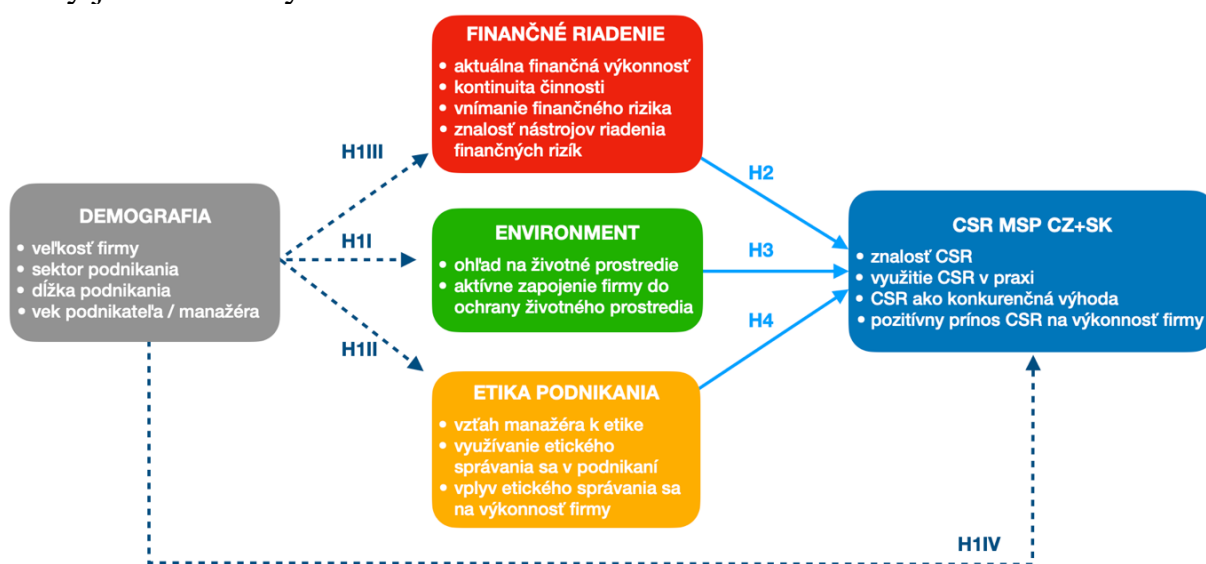 FINANČNÉ RIADENIE
• aktuálna finančná výkonnosť
• kontinuita činnosti
• vnímanie finančného rizika
• znalosť nástrojov riadenia
finančných rizík
H1III
H2
DEMOGRAFIA
• veľkosť firmy
• sektor podnikania
• dĺžka podnikania
• vek podnikateľa / manažéra
H1I
ENVIRONMENT
• ohľad na životné prostredie
• aktívne zapojenie firmy do
ochrany životného prostredia
H3
CSR MSP CZ+SK
• znalosť CSR
• využitie CSR v praxi
• CSR ako konkurenčná výhoda
• pozitívny prínos CSR na výkonnosť firmy
H1II
H4
ETIKA PODNIKANIA
• vzťah manažéra k etike
• využívanie etického
správania sa v podnikaní
• vplyv etického správania sa
na výkonnosť firmy
H1IV